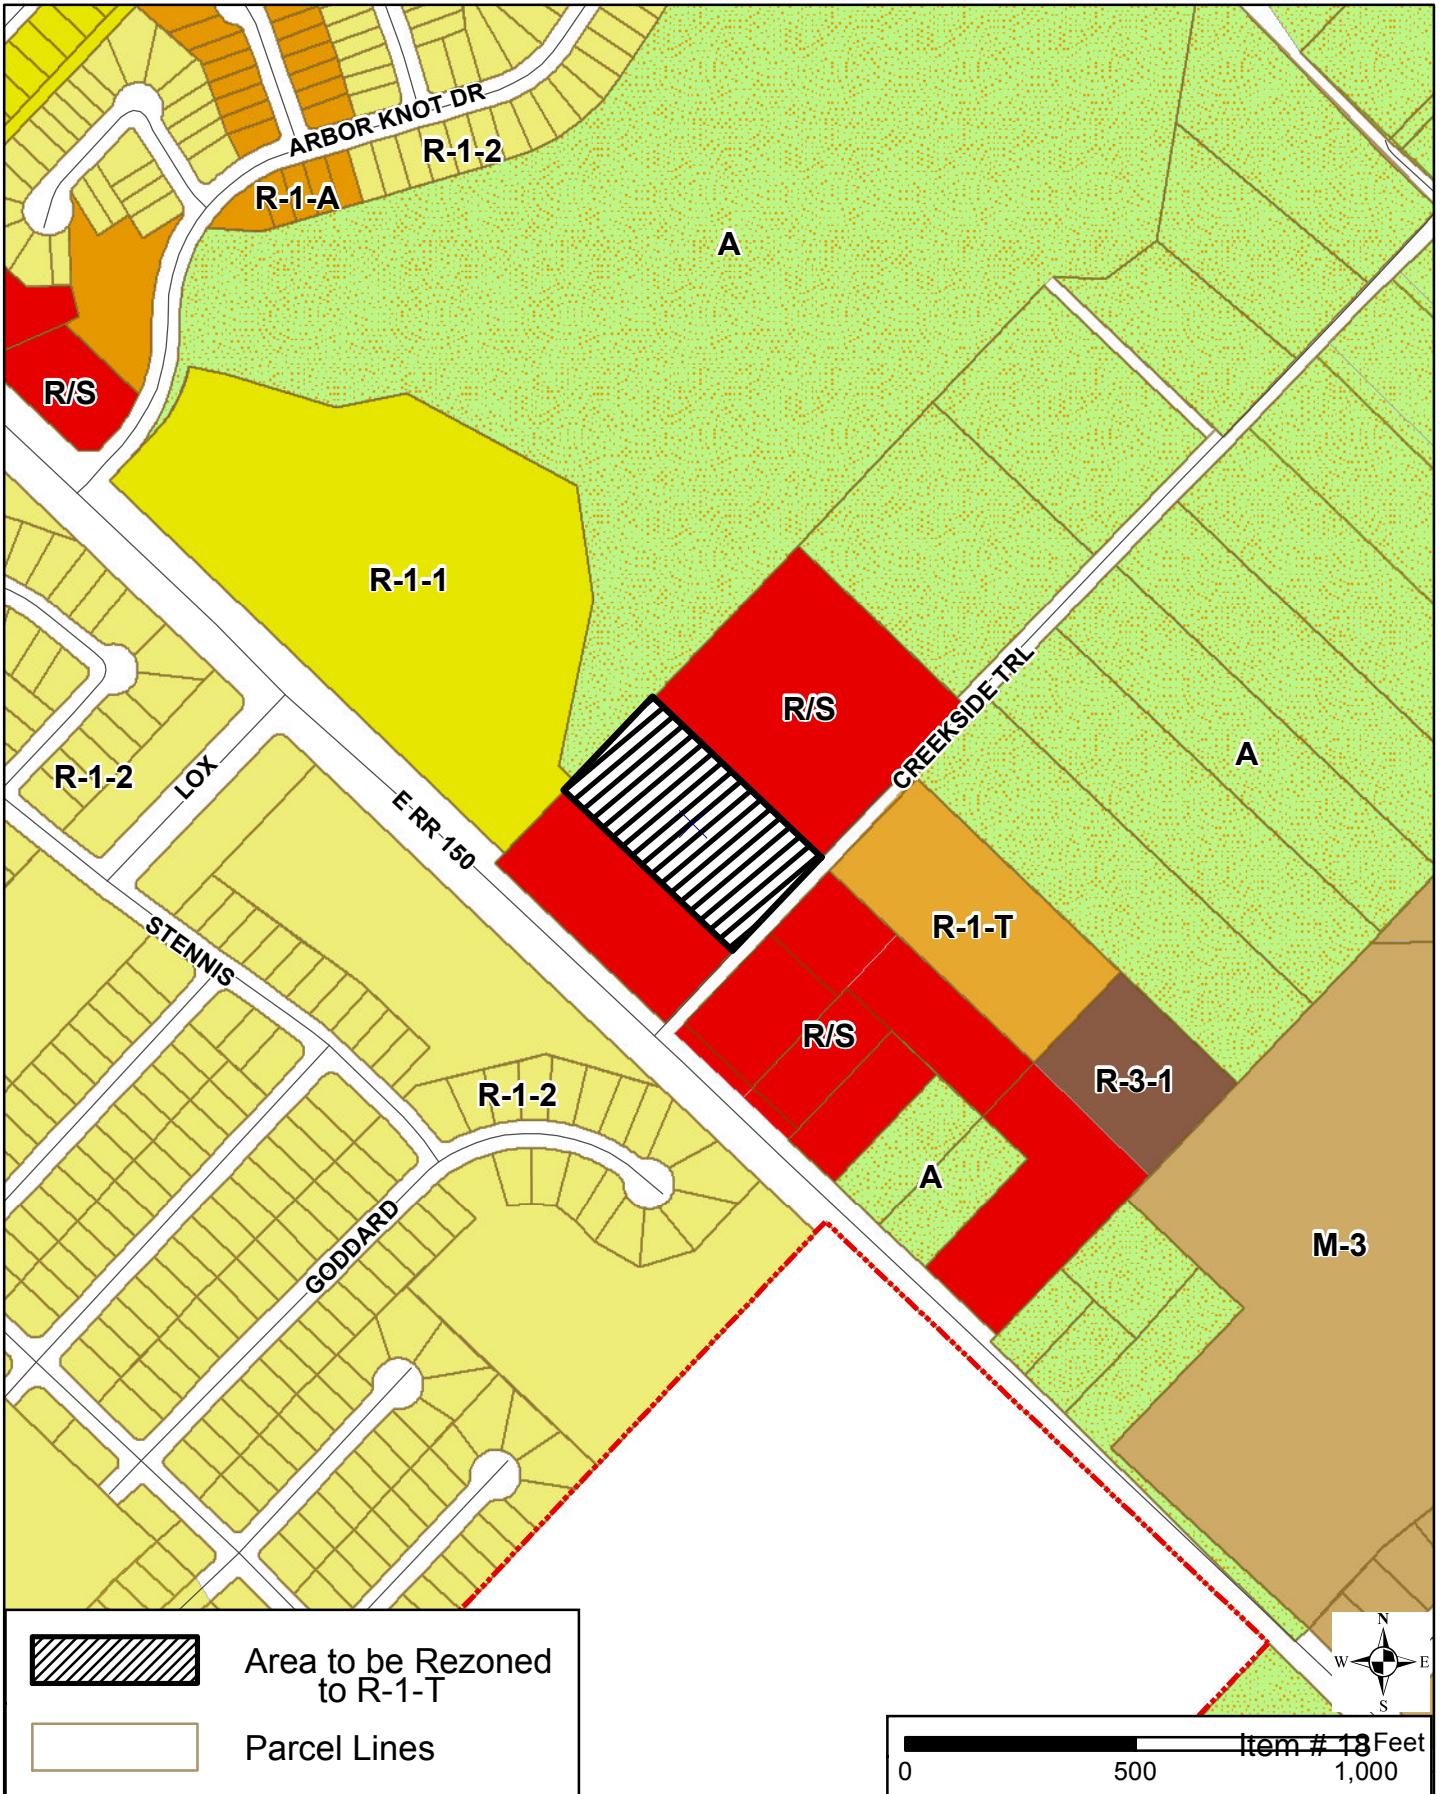 ARBOR KNOT DR
R-1-2
R-1-A
A
R/S
R-1-1
R/S
CREEKSIDE TRL
A
R-1-2
LOX
E RR 150
R-1-T
STENNIS
R/S
R-3-1
R-1-2
A
GODDARD
M-3
N
W
E
S
Area to be Rezoned
to R-1-T
Parcel Lines
Item # 18
Feet
0
500
1,000